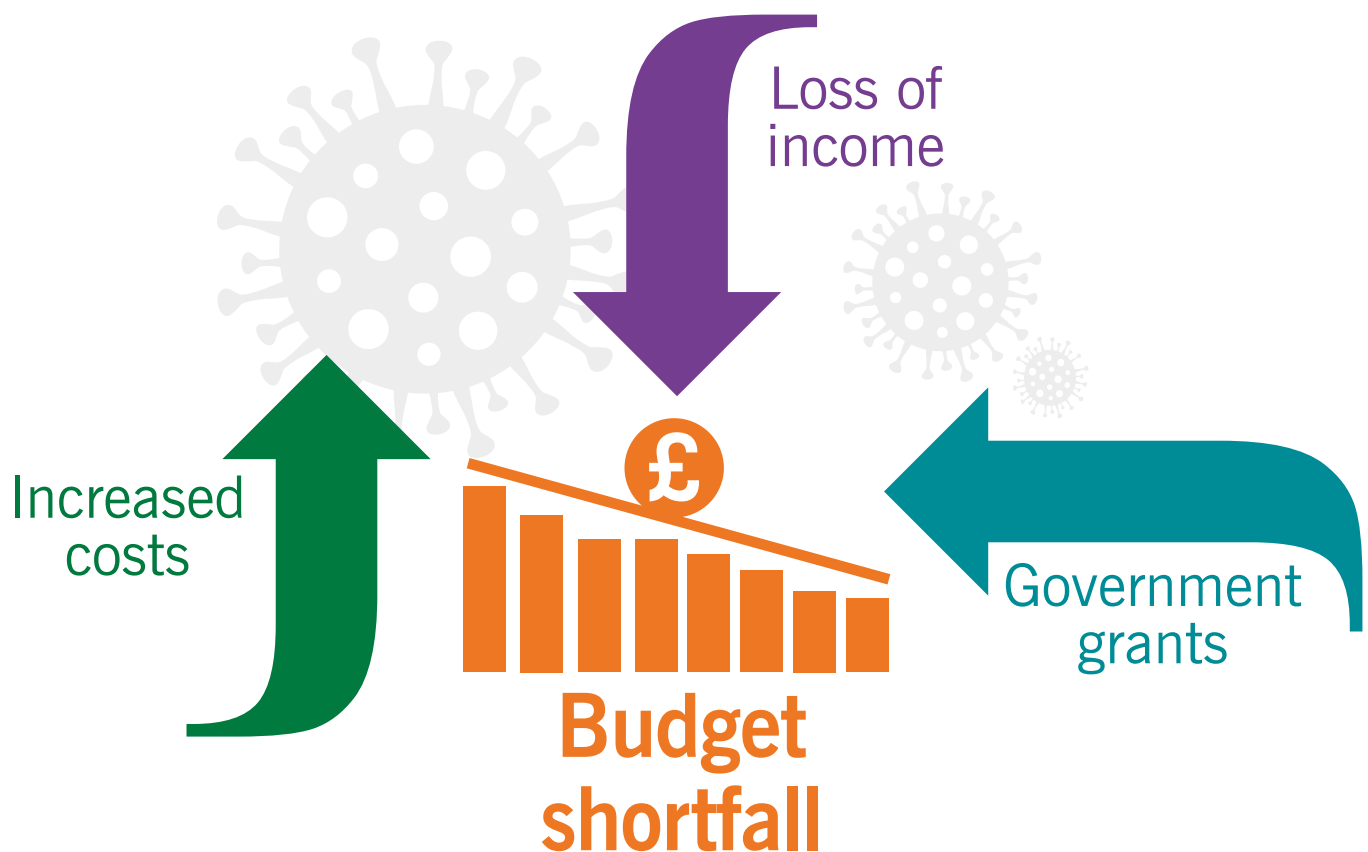 Loss of
income
£
Increased
costs
Government
grants
Budget
shortfall